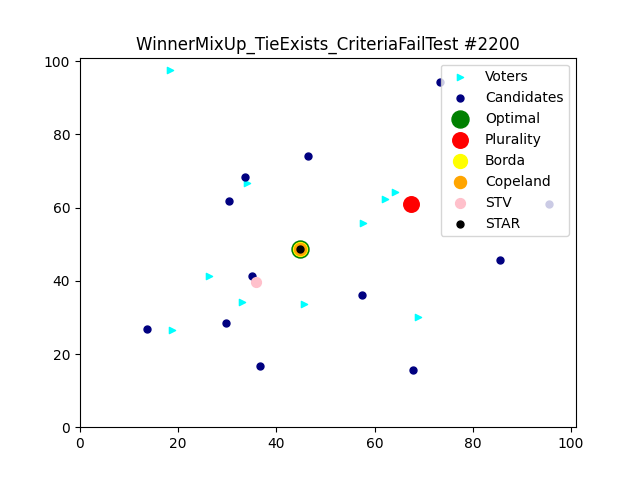 WinnerMixUp_TieExists_CriteriaFailTest #2200
100
80
60
40
20
0
0 20 40 60 80 100
Voters
Candidates
Optimal
Plurality
Borda
Copeland
STV
STAR